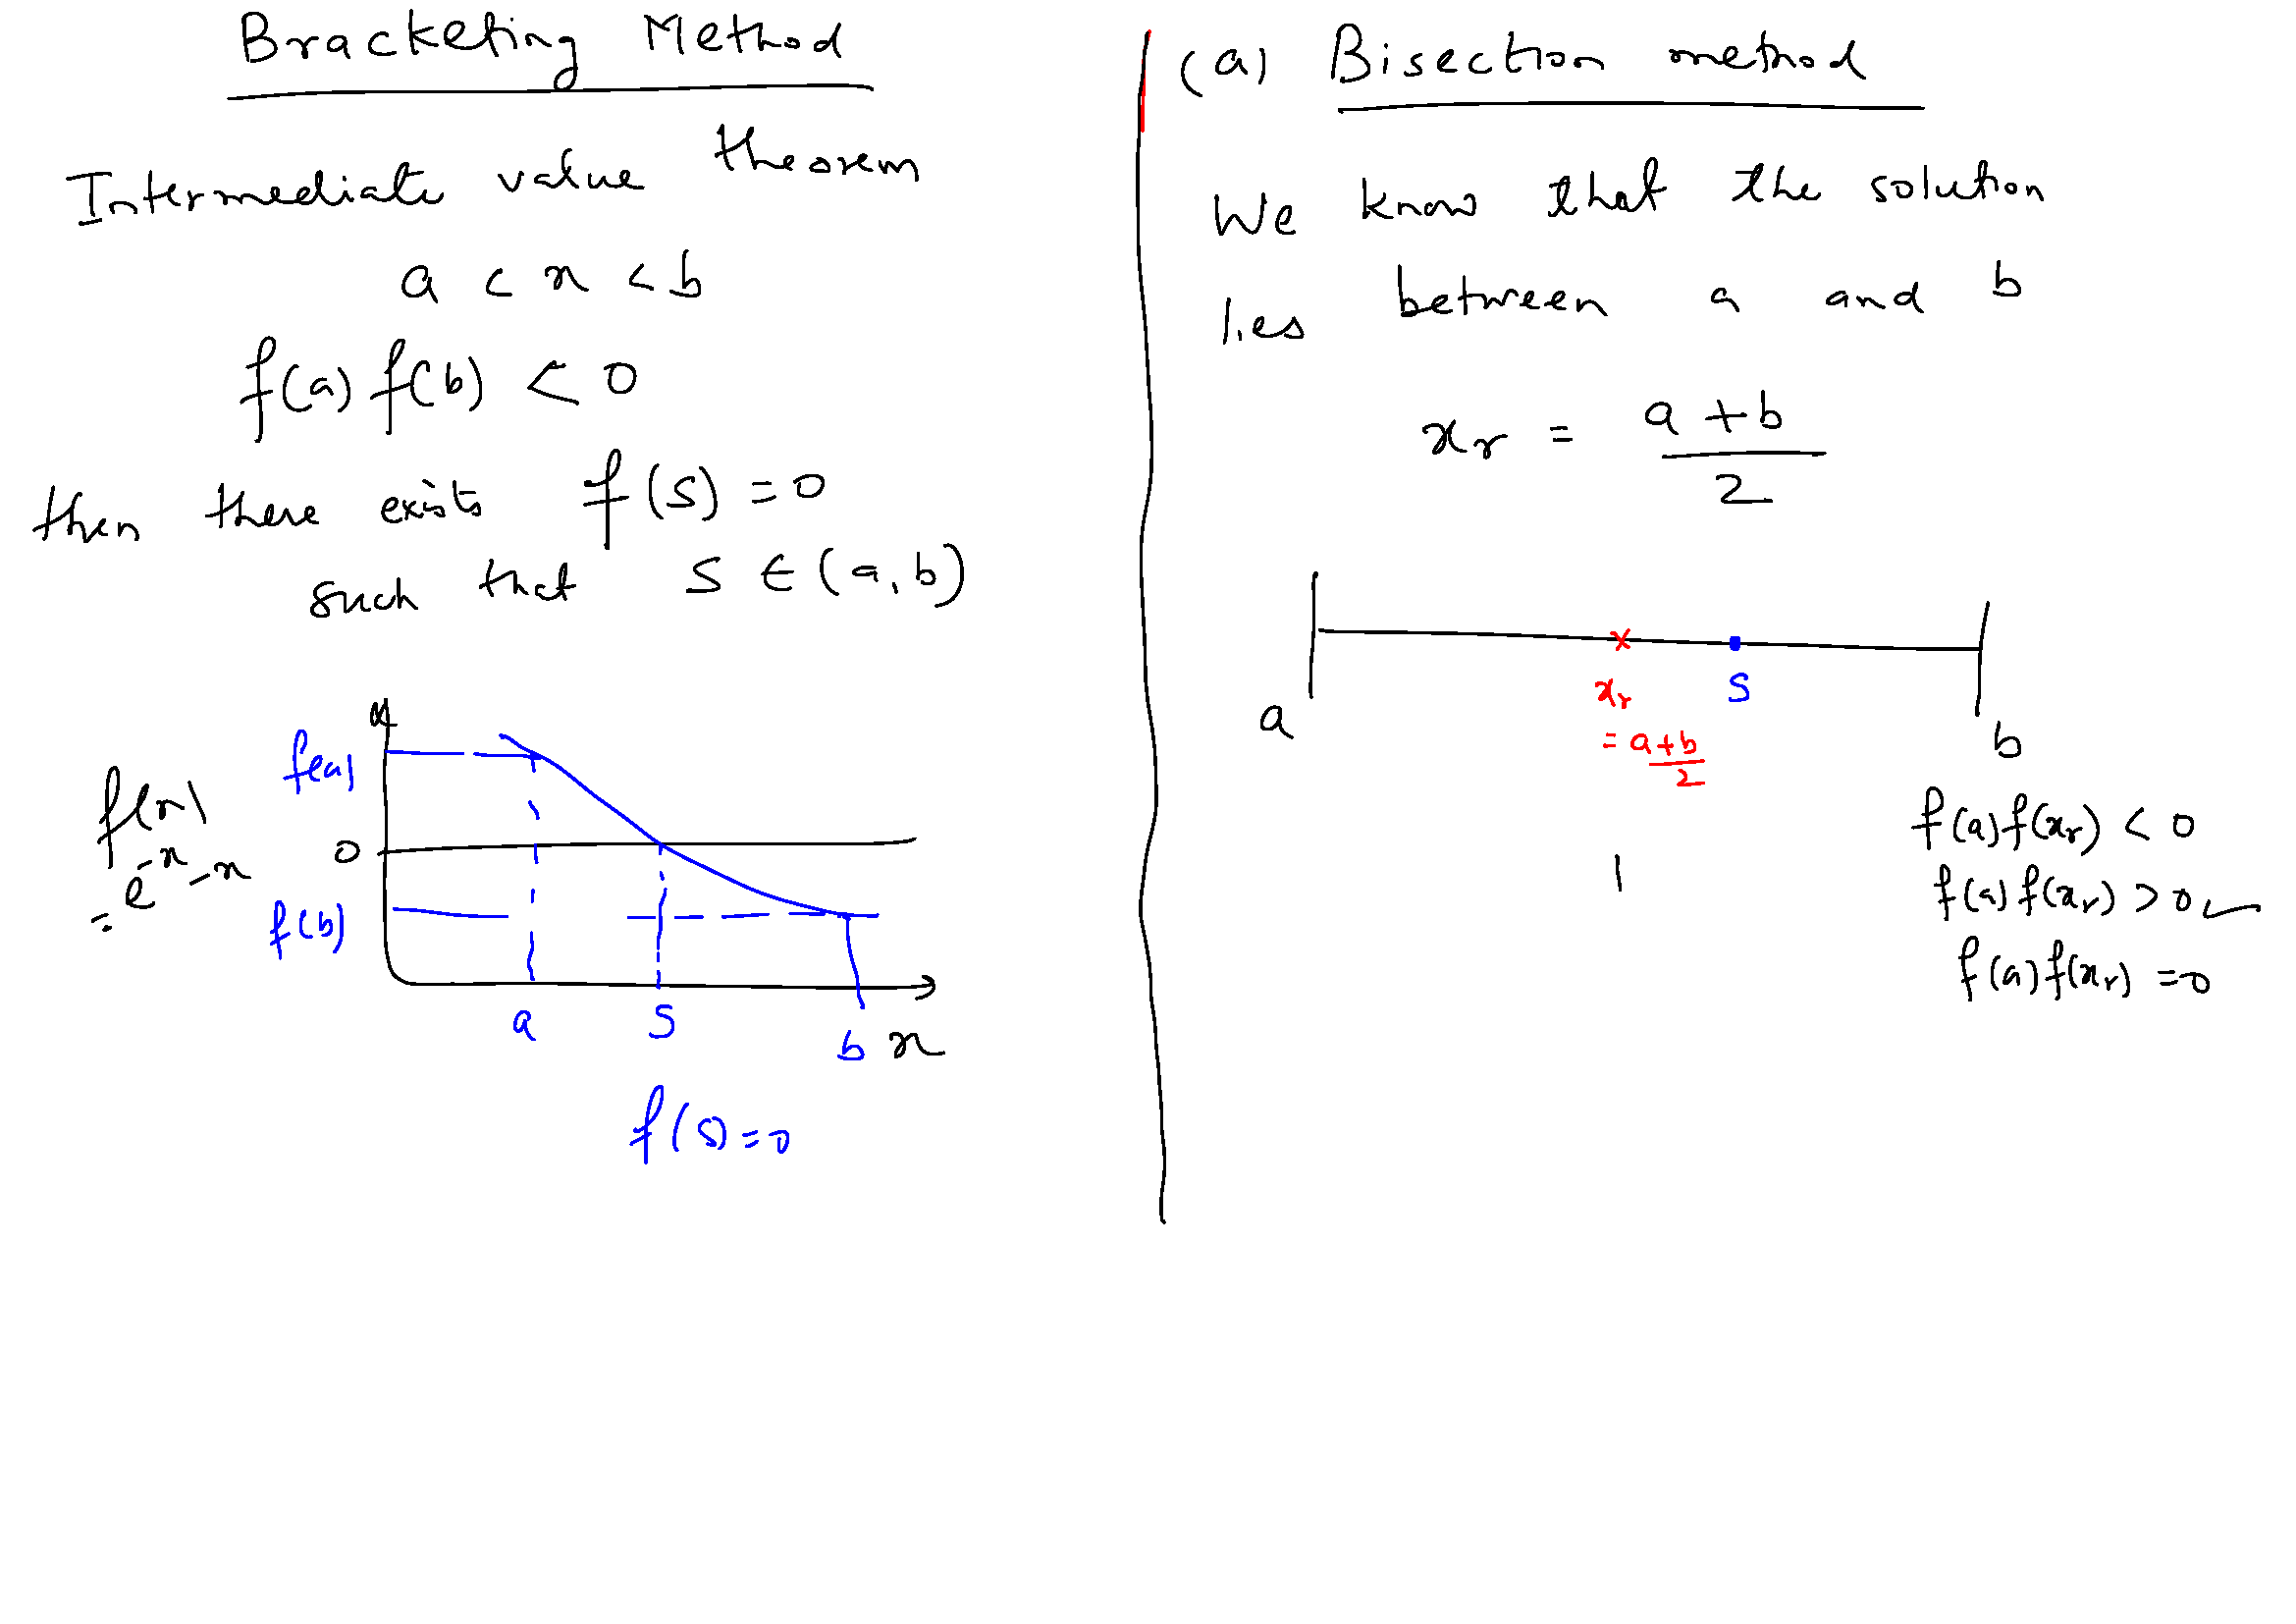 Bracketing Method
Intermediate value theorem
a < x < b
f(a) f(b) < 0
then there exists f(s) = 0
such that s ∈ (a, b)
f(a)
f(x)
= e^-x - x
0
f(b)
a s b x
f(s) = 0
(a) Bisection method
We know that the solution
lies between a and b
x_r = (a + b)/2
x_r s
a = (a+b)/2 b
f(a) f(x_r) < 0
f(a) f(x_r) > 0 ✓
f(a) f(x_r) = 0